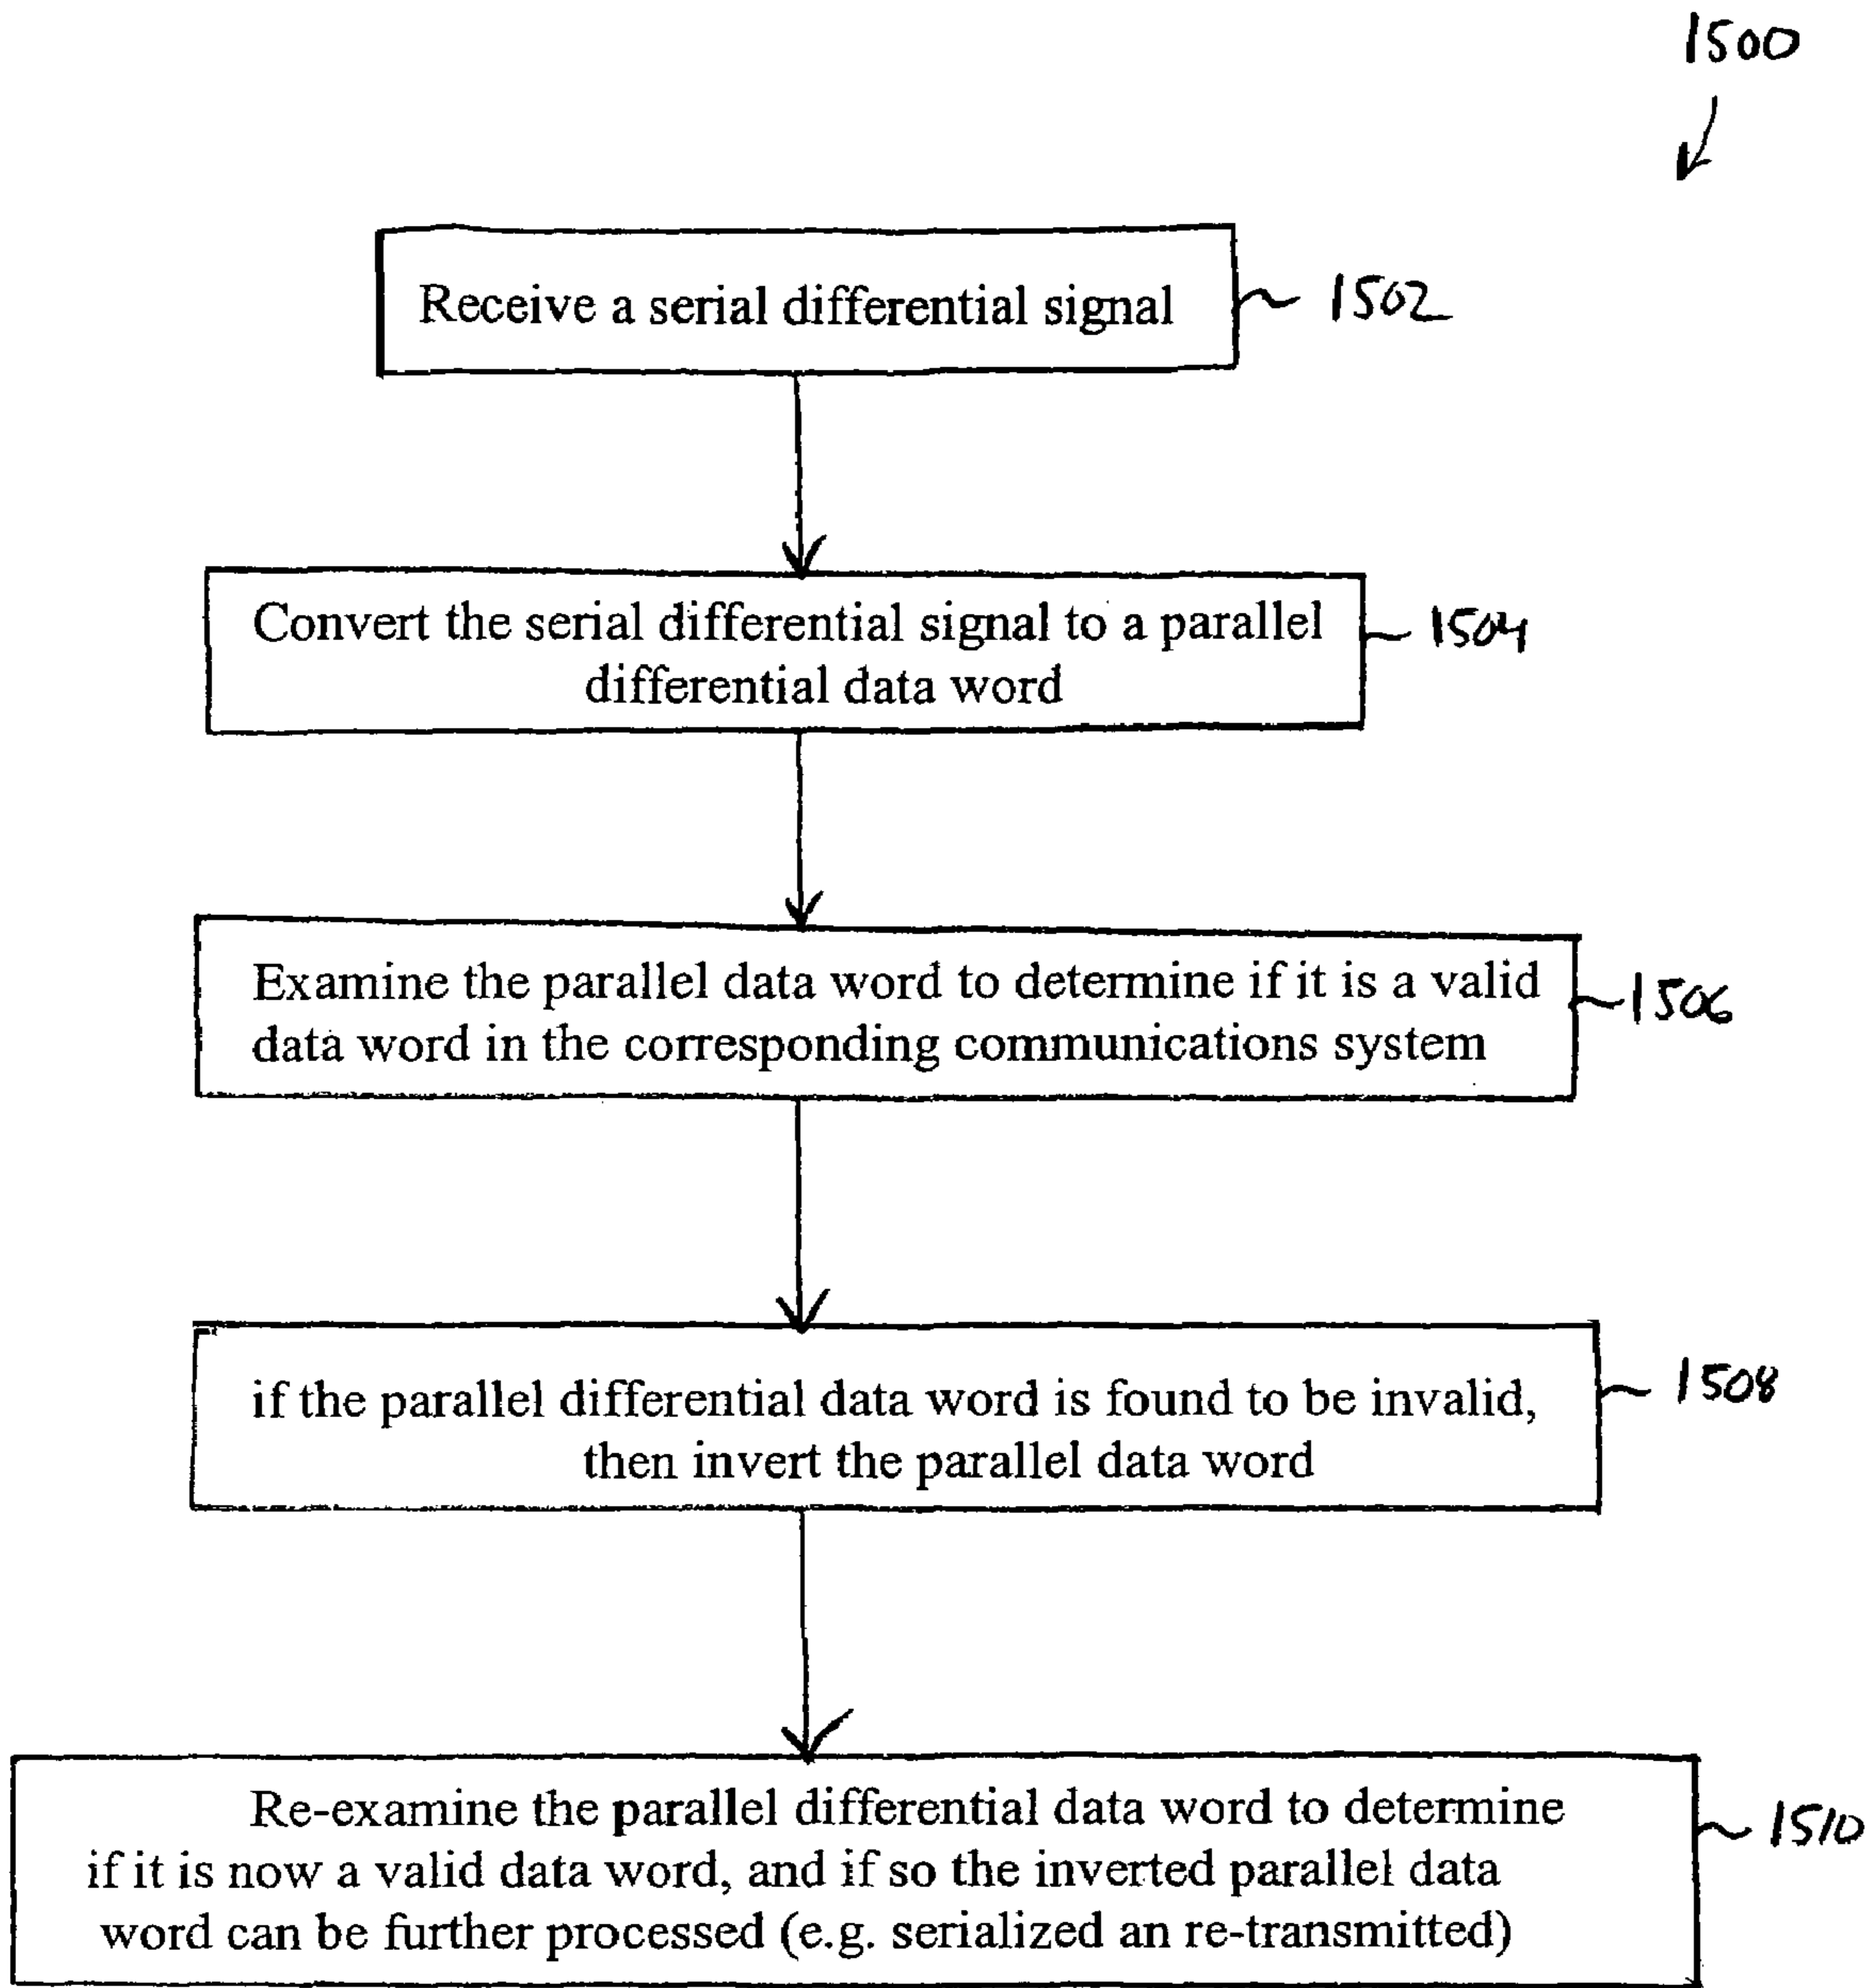 1500
Receive a serial differential signal
1502
Convert the serial differential signal to a parallel
differential data word
1504
Examine the parallel data word to determine if it is a valid
data word in the corresponding communications system
1506
if the parallel differential data word is found to be invalid,
then invert the parallel data word
1508
Re-examine the parallel differential data word to determine
if it is now a valid data word, and if so the inverted parallel data
word can be further processed (e.g. serialized an re-transmitted)
1510